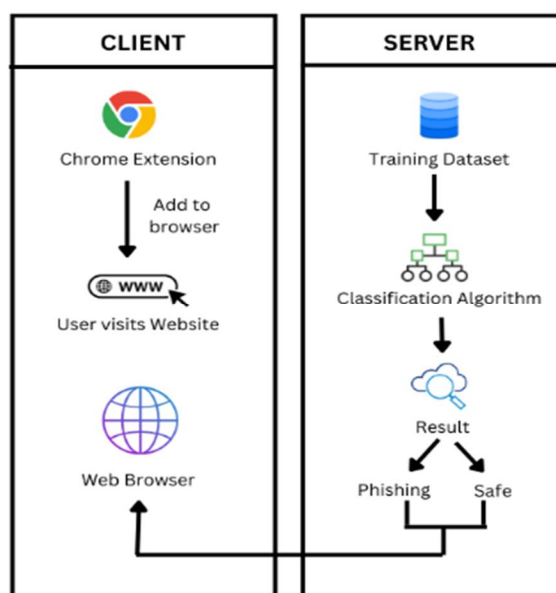 CLIENT
Chrome Extension
Add to
browser
WWW
User visits Website
Web Browser
SERVER
Training Dataset
Classification Algorithm
Result
Phishing
Safe